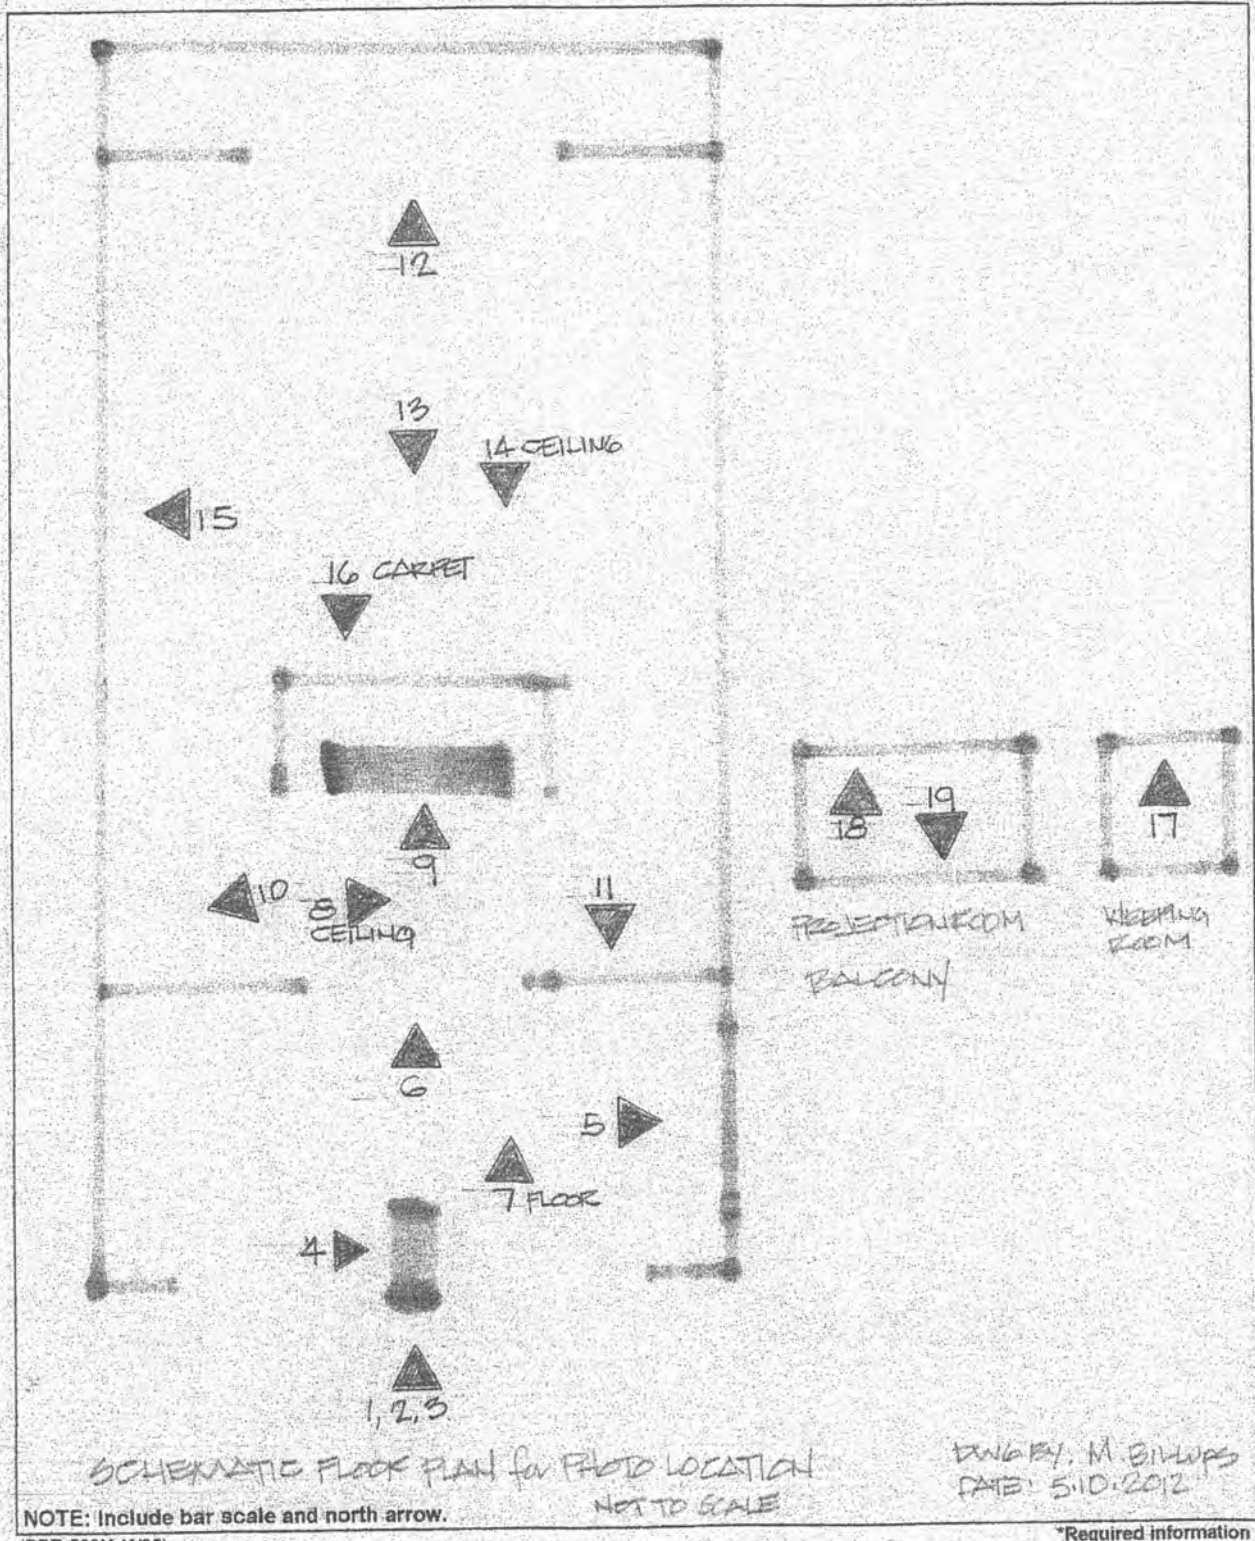 12
13
14 CEILING
15
16 CARPET
9
18
19
17
10
8
CEILING
11
PROJECTION ROOM
BALCONY
WEEPING
ROOM
6
5
7 FLOOR
4
1, 2, 3
SCHEMATIC FLOOR PLAN for PHOTO LOCATION
NOT TO SCALE
DWG BY: M. BILLUPS
DATE: 5.10.2012
NOTE: Include bar scale and north arrow.
*Required information